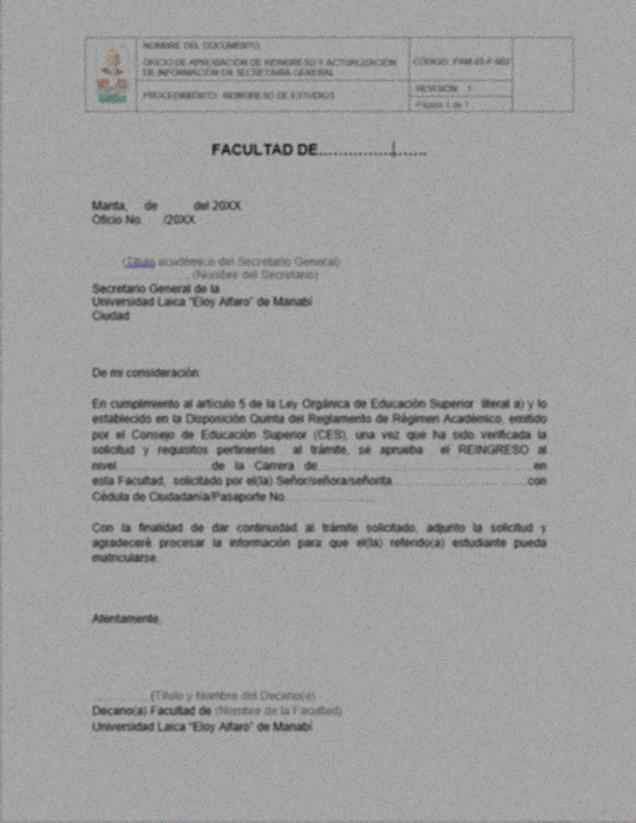 NOMBRE DEL DOCUMENTO:
OFICIO DE APROBACIÓN DE REINGRESO Y ACTUALIZACIÓN
DE INFORMACIÓN DE SECRETARÍA GENERAL
CÓDIGO: PAM-03-F-002
PROCEDIMIENTO: REINGRESO DE ESTUDIOS
REVISIÓN: 1
Página 1 de 1
FACULTAD DE......................
Manta, de del 20XX
Oficio No. /20XX
(Título académico del Secretario General)
(Nombre del Secretario)
Secretario General de la
Universidad Laica "Eloy Alfaro" de Manabí
Ciudad
De mi consideración:
En cumplimiento al artículo 5 de la Ley Orgánica de Educación Superior literal a) y lo
establecido en la Disposición Quinta del Reglamento de Régimen Académico, emitido
por el Consejo de Educación Superior (CES), una vez que ha sido verificada la
solicitud y requisitos pertinentes al trámite, se aprueba el REINGRESO al
nivel de la Carrera de en
esta Facultad, solicitado por el(la) Señor/señora/señorita con
Cédula de Ciudadanía/Pasaporte No.
Con la finalidad de dar continuidad al trámite solicitado, adjunto la solicitud y
agradeceré procesar la información para que el(la) referido(a) estudiante pueda
matricularse.
Atentamente,
(Título y Nombre del Decano(a)
Decano(a) Facultad de (Nombre de la Facultad)
Universidad Laica "Eloy Alfaro" de Manabí